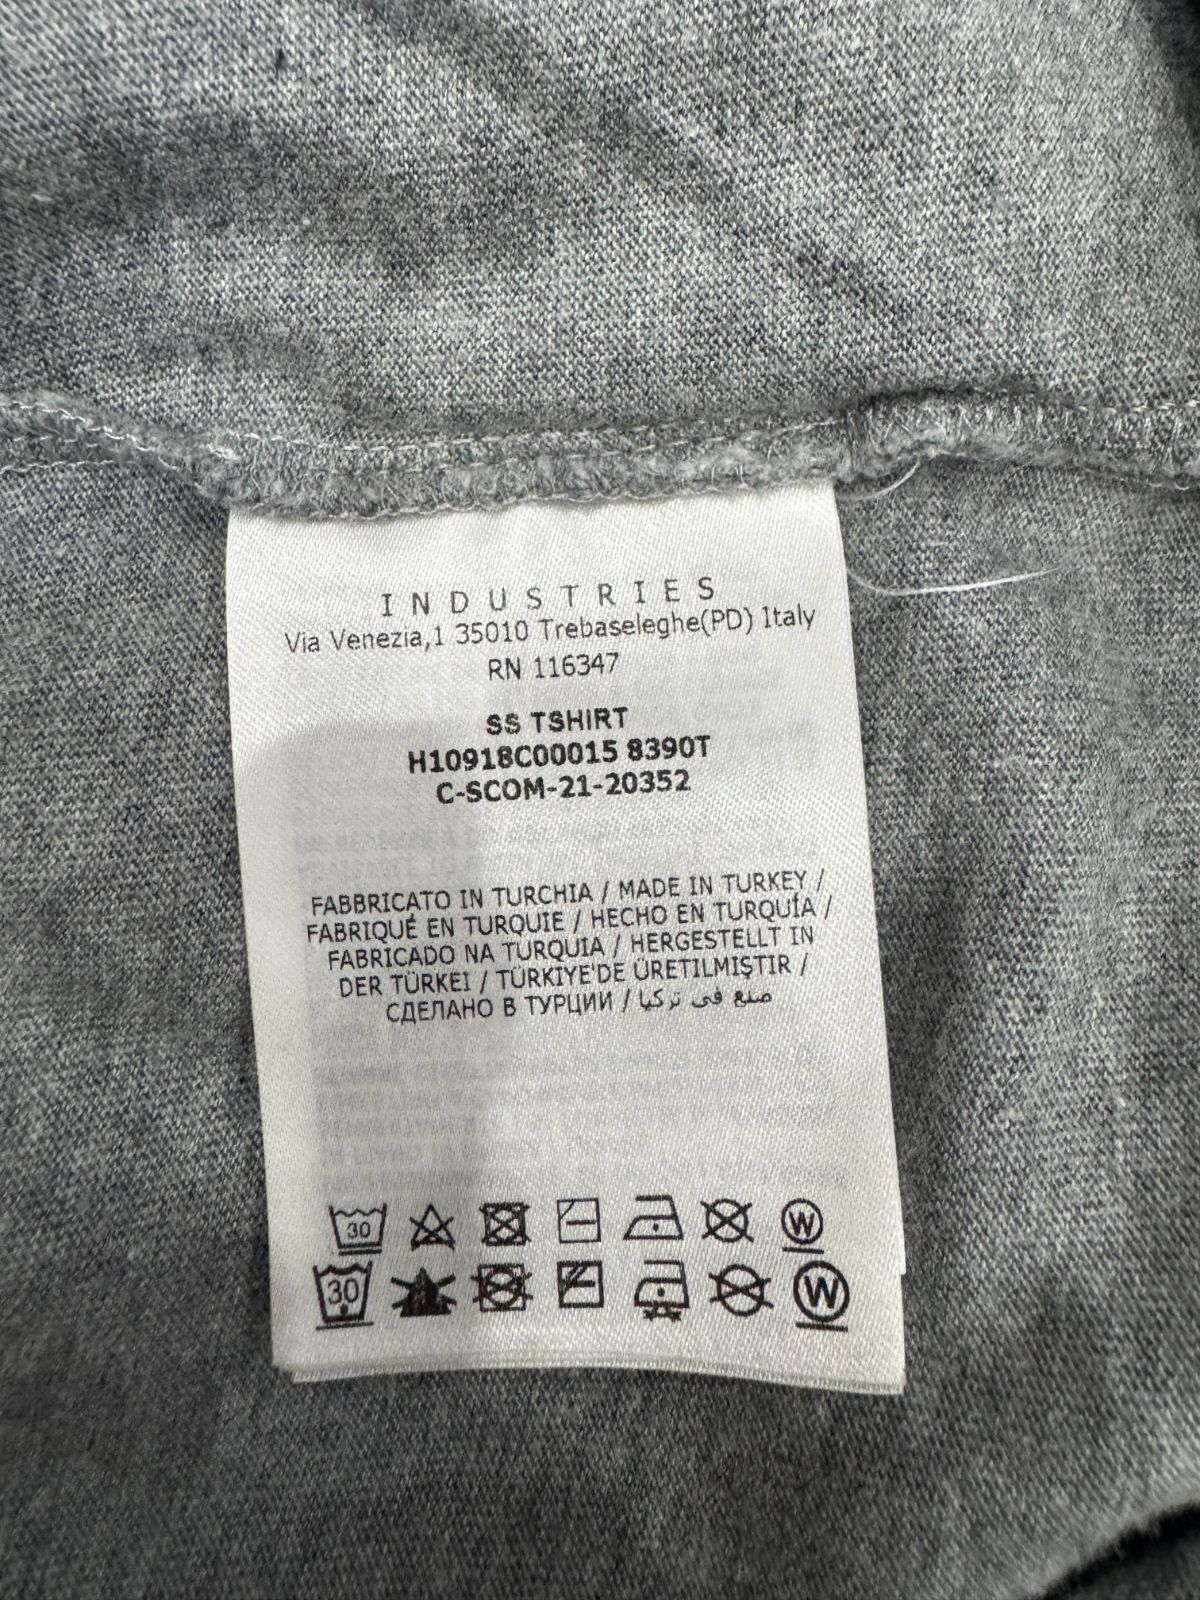 INDUSTRIES
Via Venezia,1 35010 Trebaseleghe(PD) Italy
RN 116347
SS TSHIRT
H10918C00015 8390T
C-SCOM-21-20352
FABBRICATO IN TURCHIA / MADE IN TURKEY /
FABRIQUÉ EN TURQUIE / HECHO EN TURQUÍA /
FABRICADO NA TURQUIA / HERGESTELLT IN
DER TÜRKEI / TÜRKIYE'DE ÜRETILMIŞTIR /
СДЕЛАНО В ТУРЦИИ / صنع في تركيا
30 W
30 W